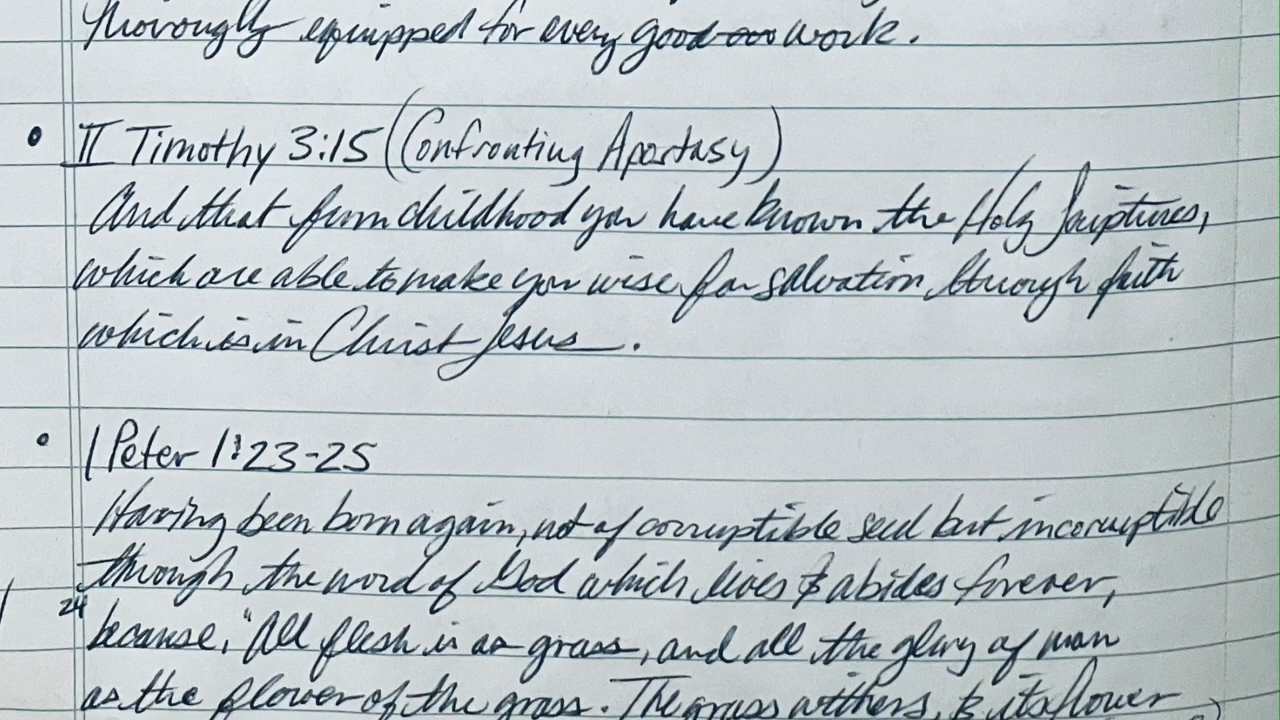 thorougly equipped for every good work.
• II Timothy 3:15 (Confronting Apostasy)
And that from childhood you have known the Holy Scriptures,
which are able to make you wise for salvation through faith
which is in Christ Jesus.
• 1 Peter 1:23-25
Having been born again, not of corruptible seed but incorruptible
through the word of God which lives & abides forever,
24 because, "All flesh is as grass, and all the glory of man
as the flower of the grass. The grass withers, & its flower